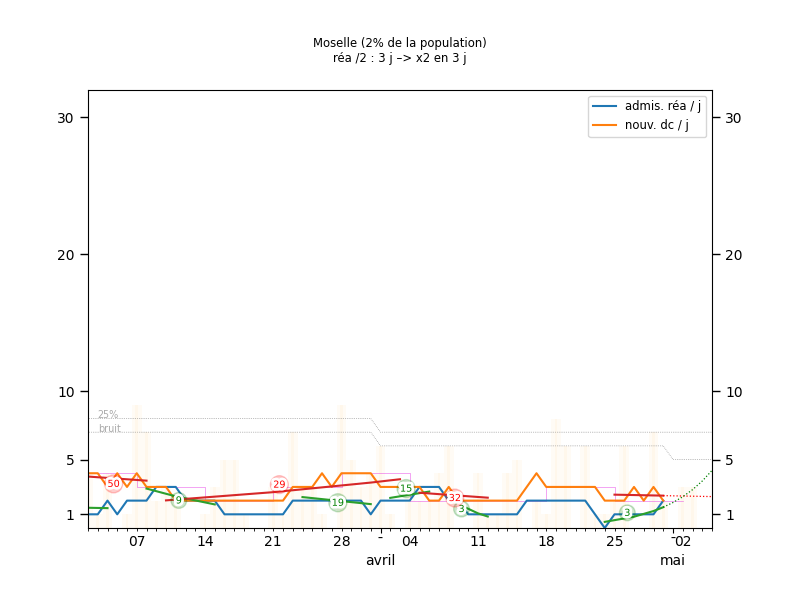 Moselle (2% de la population)
réa /2 : 3 j –> x2 en 3 j
admis. réa / j
nouv. dc / j
30 30
20 20
10 10
25%
bruit
5 5
50 9 29 19 15 32 3 3
1 1
07 14 21 28 - 04 11 18 25 -02
avril mai